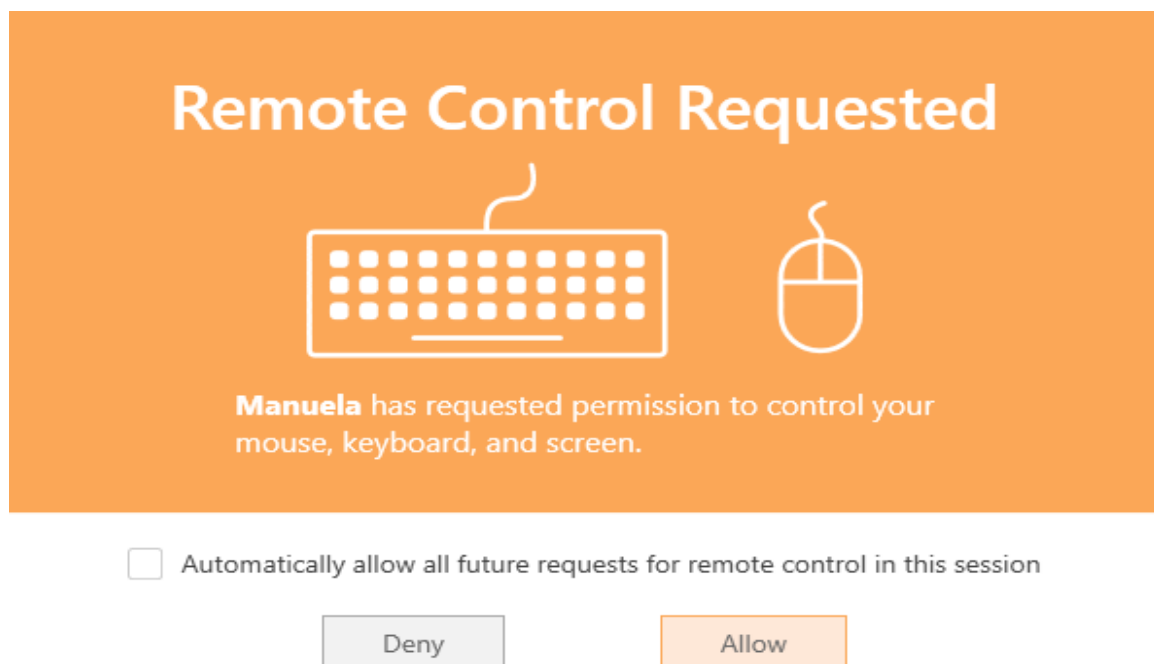 Remote Control Requested
Manuela has requested permission to control your
mouse, keyboard, and screen.
Automatically allow all future requests for remote control in this session
Deny
Allow